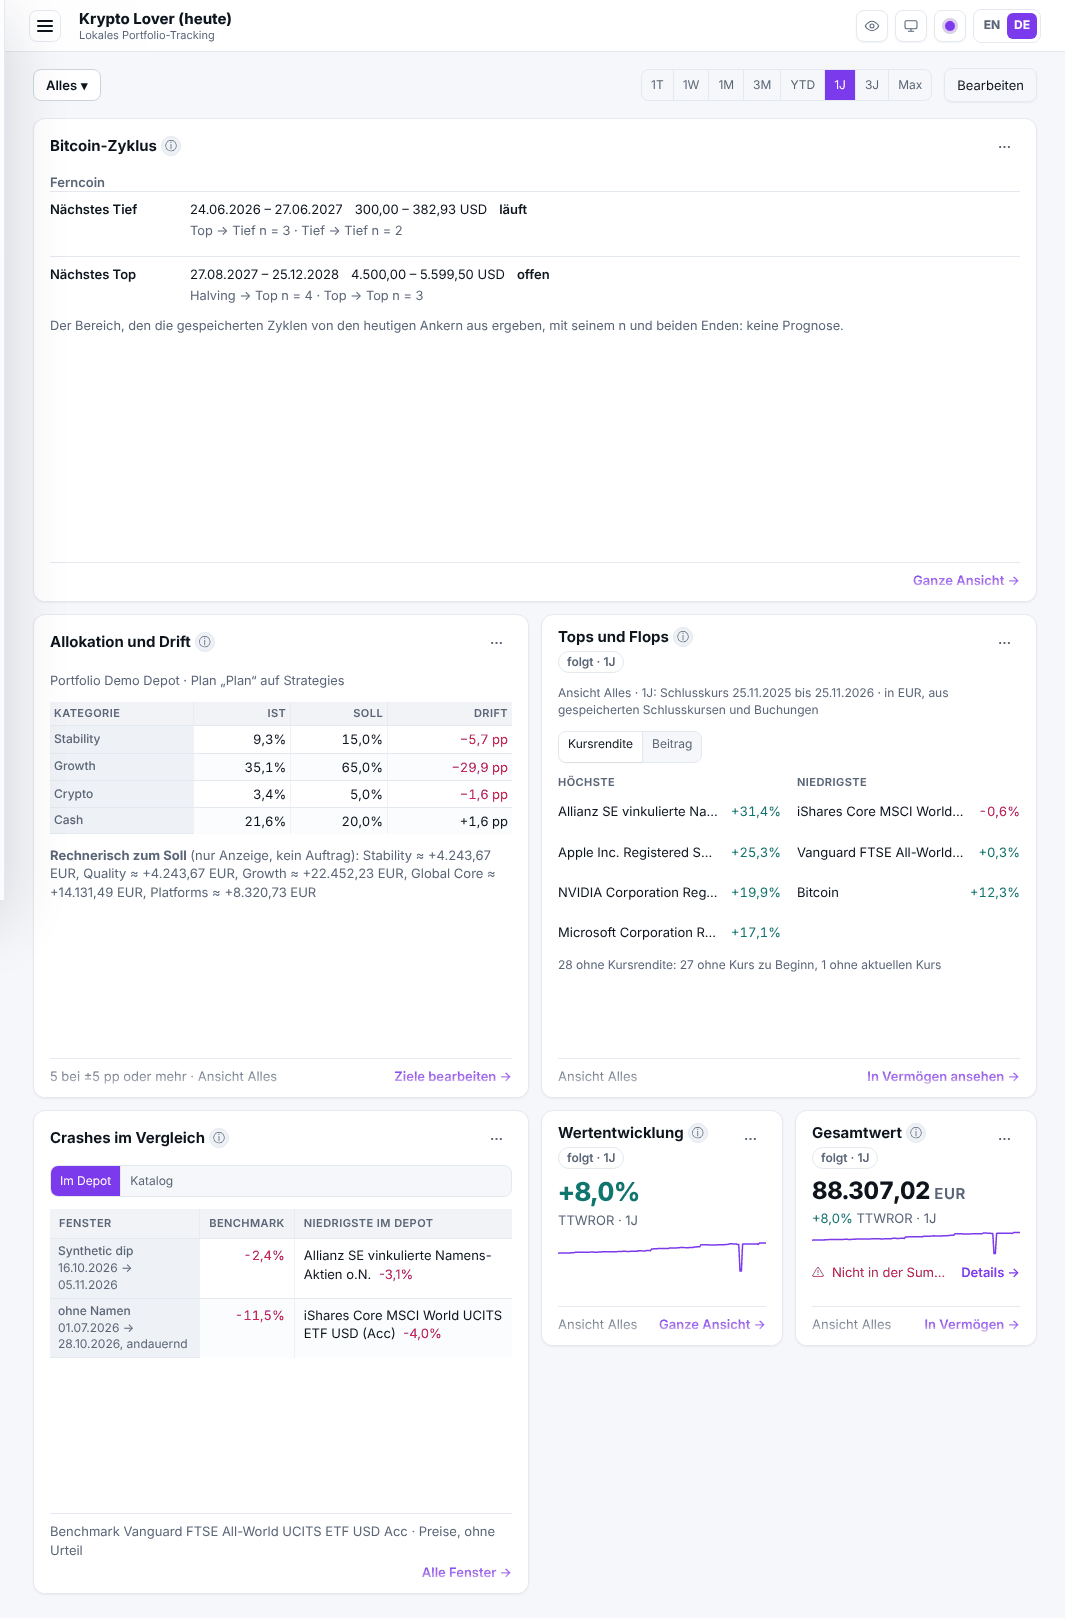 Krypto Lover (heute)
Lokales Portfolio-Tracking
EN DE
Alles ▾
1T 1W 1M 3M YTD 1J 3J Max
Bearbeiten
Bitcoin-Zyklus ⓘ
...
Ferncoin
Nächstes Tief 24.06.2026 – 27.06.2027 300,00 – 382,93 USD läuft
Top → Tief n = 3 · Tief → Tief n = 2
Nächstes Top 27.08.2027 – 25.12.2028 4.500,00 – 5.599,50 USD offen
Halving → Top n = 4 · Top → Top n = 3
Der Bereich, den die gespeicherten Zyklen von den heutigen Ankern aus ergeben, mit seinem n und beiden Enden: keine Prognose.
Ganze Ansicht →
Allokation und Drift ⓘ
...
Portfolio Demo Depot · Plan „Plan“ auf Strategies
KATEGORIE IST SOLL DRIFT
Stability 9,3% 15,0% −5,7 pp
Growth 35,1% 65,0% −29,9 pp
Crypto 3,4% 5,0% −1,6 pp
Cash 21,6% 20,0% +1,6 pp
Rechnerisch zum Soll (nur Anzeige, kein Auftrag): Stability ≈ +4.243,67
EUR, Quality ≈ +4.243,67 EUR, Growth ≈ +22.452,23 EUR, Global Core ≈
+14.131,49 EUR, Platforms ≈ +8.320,73 EUR
5 bei ±5 pp oder mehr · Ansicht Alles
Ziele bearbeiten →
Tops und Flops ⓘ
...
folgt · 1J
Ansicht Alles · 1J: Schlusskurs 25.11.2025 bis 25.11.2026 · in EUR, aus
gespeicherten Schlusskursen und Buchungen
Kursrendite Beitrag
HÖCHSTE NIEDRIGSTE
Allianz SE vinkulierte Na... +31,4% iShares Core MSCI World... -0,6%
Apple Inc. Registered S... +25,3% Vanguard FTSE All-World... +0,3%
NVIDIA Corporation Reg... +19,9% Bitcoin +12,3%
Microsoft Corporation R... +17,1%
28 ohne Kursrendite: 27 ohne Kurs zu Beginn, 1 ohne aktuellen Kurs
Ansicht Alles
In Vermögen ansehen →
Crashes im Vergleich ⓘ
...
Im Depot Katalog
FENSTER BENCHMARK NIEDRIGSTE IM DEPOT
Synthetic dip
16.10.2026 →
05.11.2026
-2,4%
Allianz SE vinkulierte Namens-
Aktien o.N. -3,1%
ohne Namen
01.07.2026 →
28.10.2026, andauernd
-11,5%
iShares Core MSCI World UCITS
ETF USD (Acc) -4,0%
Benchmark Vanguard FTSE All-World UCITS ETF USD Acc · Preise, ohne
Urteil
Alle Fenster →
Wertentwicklung ⓘ
...
folgt · 1J
+8,0%
TTWROR · 1J
Ansicht Alles
Ganze Ansicht →
Gesamtwert ⓘ
...
folgt · 1J
88.307,02 EUR
+8,0% TTWROR · 1J
⚠ Nicht in der Sum... Details →
Ansicht Alles
In Vermögen →